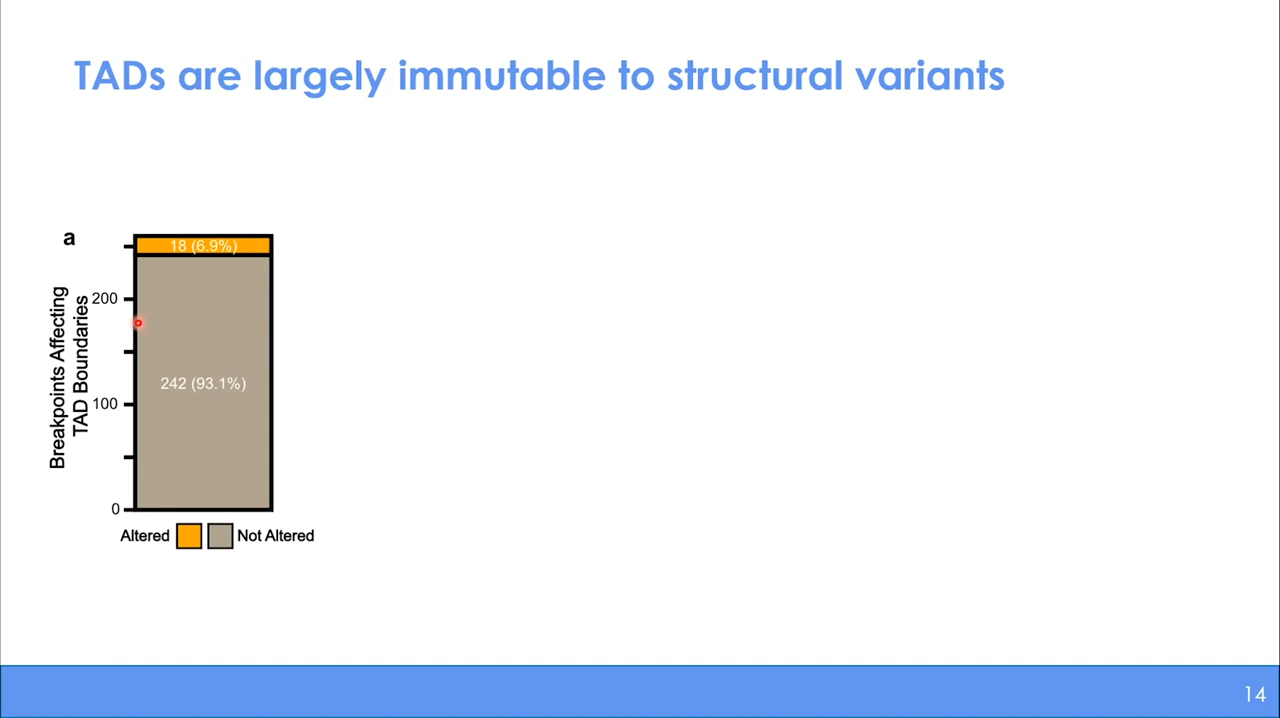 TADs are largely immutable to structural variants
a
Breakpoints Affecting
TAD Boundaries
200
100
0
18 (6.9%)
242 (93.1%)
Altered Not Altered
14